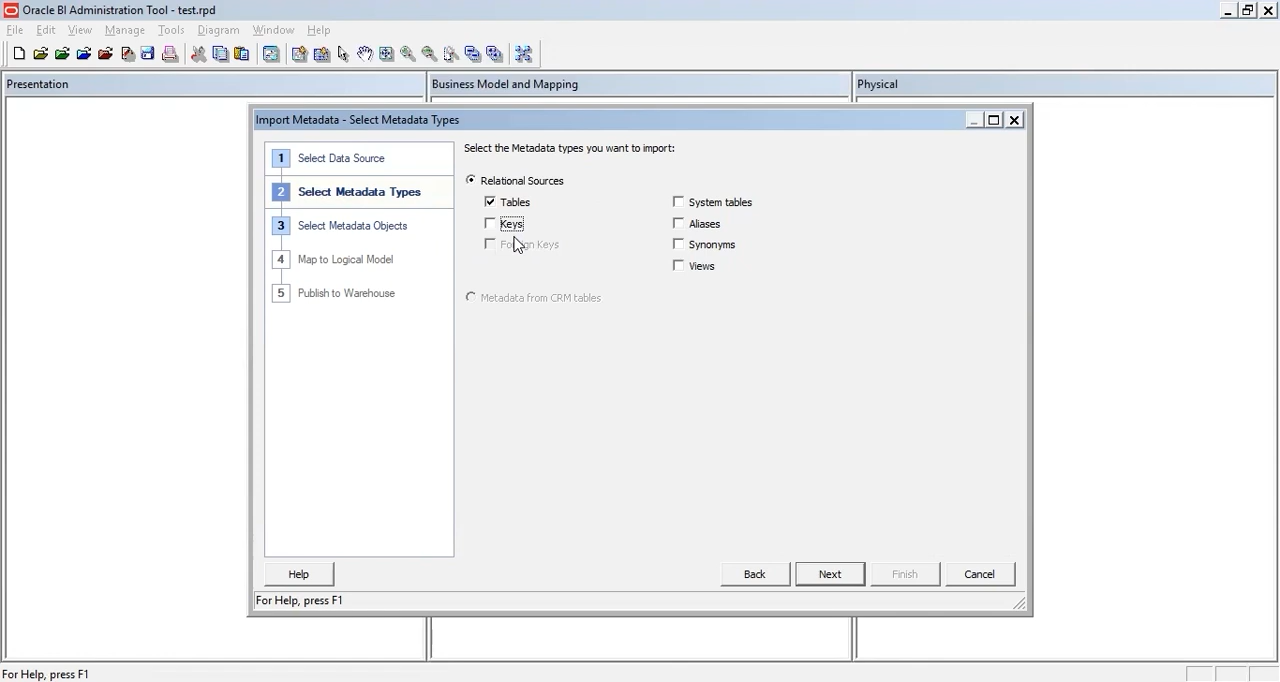 Oracle BI Administration Tool - test.rpd
File Edit View Manage Tools Diagram Window Help
Presentation
Business Model and Mapping
Physical
Import Metadata - Select Metadata Types
1 Select Data Source
2 Select Metadata Types
3 Select Metadata Objects
4 Map to Logical Model
5 Publish to Warehouse
Select the Metadata types you want to import:
Relational Sources
Tables
System tables
Keys
Aliases
Foreign Keys
Synonyms
Views
Metadata from CRM tables
Help
Back
Next
Finish
Cancel
For Help, press F1
For Help, press F1